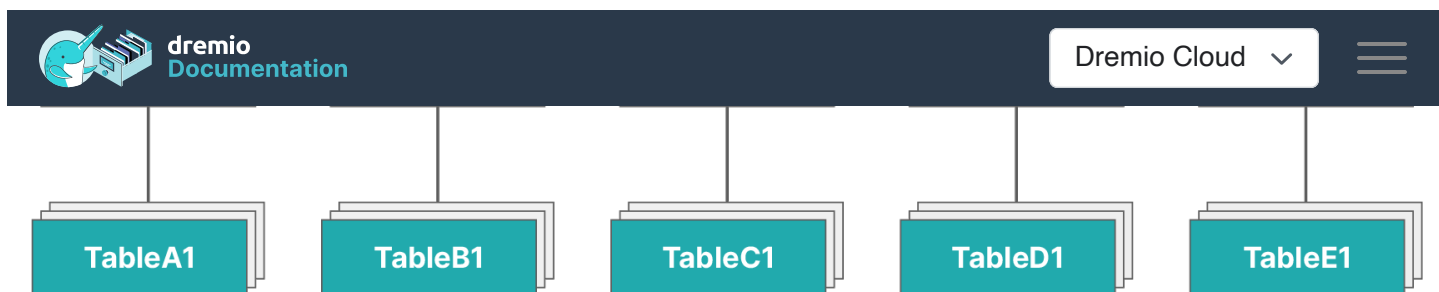 dremio
Documentation
Dremio Cloud
TableA1
TableB1
TableC1
TableD1
TableE1